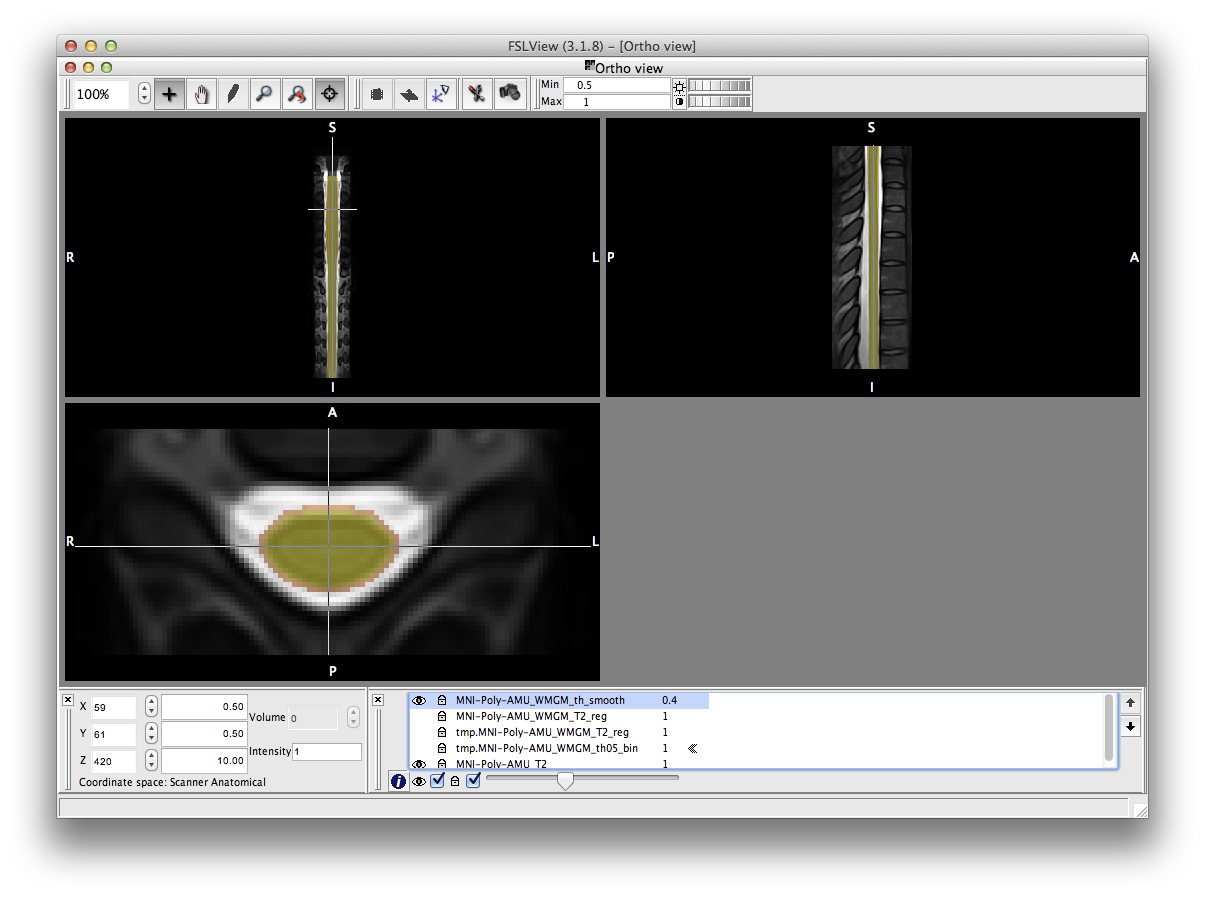 FSLView (3.1.8) – [Ortho view]
Ortho view
100%
Min 0.5
Max 1
S
R
L
I
S
P
A
I
A
R
L
P
X 59 0.50
Y 61 0.50
Z 420 10.00
Volume 0
Intensity 1
Coordinate space: Scanner Anatomical
MNI-Poly-AMU_WMGM_th_smooth 0.4
MNI-Poly-AMU_WMGM_T2_reg 1
tmp.MNI-Poly-AMU_WMGM_T2_reg 1
tmp.MNI-Poly-AMU_WMGM_th05_bin 1
MNI-Poly-AMU_T2 1